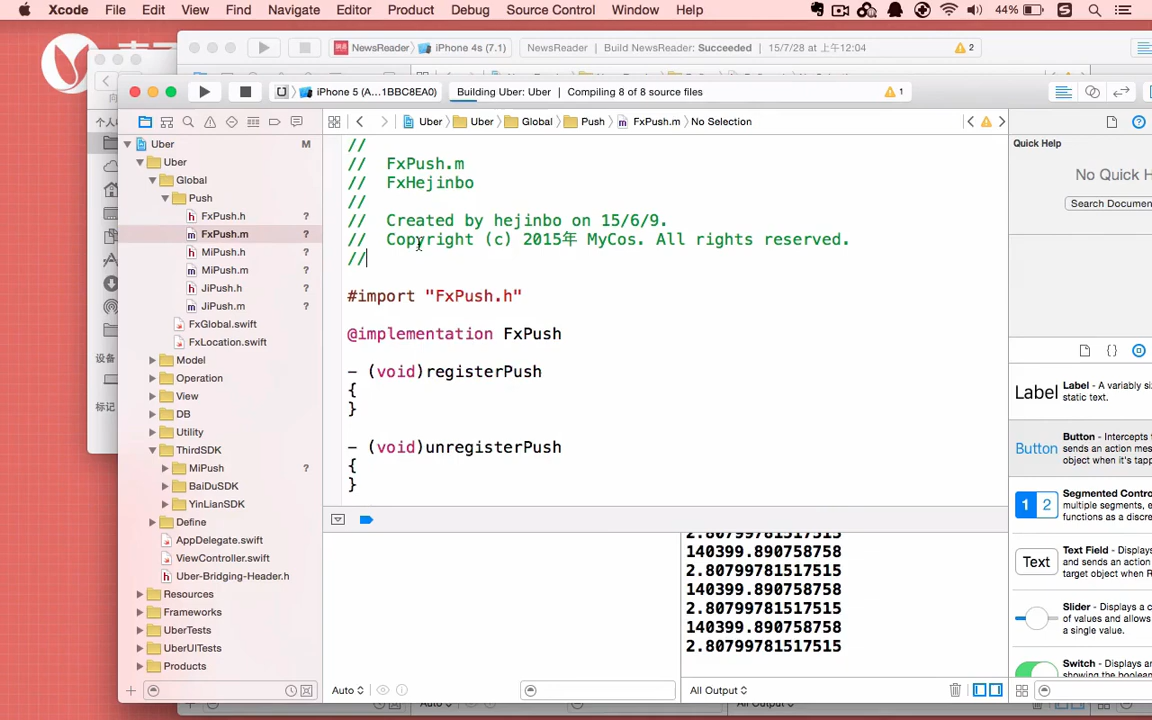 Xcode File Edit View Find Navigate Editor Product Debug Source Control Window Help 44%
NewsReader iPhone 4s (7.1) NewsReader Build NewsReader: Succeeded 15/7/28 at 上午12:04 2
iPhone 5 (A...1BBC8EA0) Building Uber: Uber Compiling 8 of 8 source files 1
Uber Uber Global Push FxPush.m No Selection
个人
设备
标记
Uber M
Uber
Global
Push
FxPush.h ?
FxPush.m ?
MiPush.h ?
MiPush.m ?
JiPush.h ?
JiPush.m ?
FxGlobal.swift
FxLocation.swift
Model
Operation
View
DB
Utility
ThirdSDK
MiPush ?
BaiDuSDK
YinLianSDK
Define
AppDelegate.swift
ViewController.swift
Uber-Bridging-Header.h
Resources
Frameworks
UberTests
UberUITests
Products
//
// FxPush.m
// FxHejinbo
//
// Created by hejinbo on 15/6/9.
// Copyright (c) 2015年 MyCos. All rights reserved.
//
#import "FxPush.h"
@implementation FxPush
- (void)registerPush
{
}
- (void)unregisterPush
{
}
2.80799781517515
140399.890758758
2.80799781517515
140399.890758758
2.80799781517515
140399.890758758
2.80799781517515
Auto
All Output
Quick Help
No Quick H
Search Documen
Label
Label - A variably si
static text.
Button
Button - Intercepts t
sends an action mes
object when it's tapp
1 2
Segmented Contro
multiple segments, e
functions as a discre
Text
Text Field - Displays
and sends an action
target object when R
Slider - Displays a c
of values and allows
a single value.
Switch - Displays an
showing the boolean